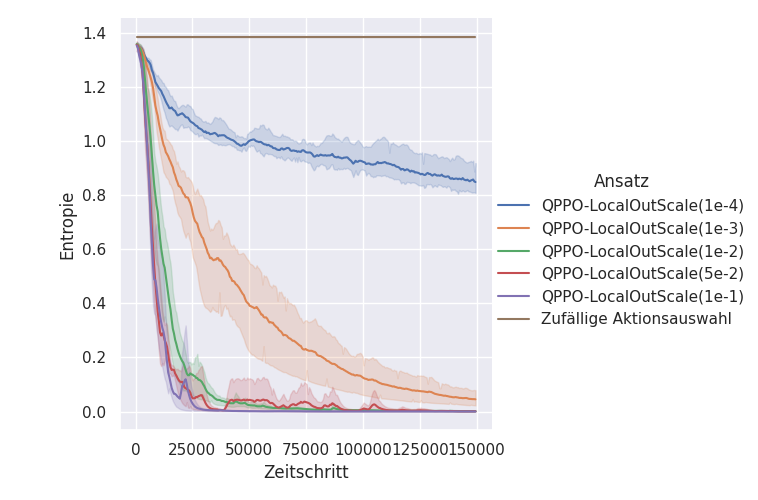 1.4
1.2
1.0
0.8
0.6
0.4
0.2
0.0
Entropie
0 25000 50000 75000 100000 125000 150000
Zeitschritt
Ansatz
QPPO-LocalOutScale(1e-4)
QPPO-LocalOutScale(1e-3)
QPPO-LocalOutScale(1e-2)
QPPO-LocalOutScale(5e-2)
QPPO-LocalOutScale(1e-1)
Zufällige Aktionsauswahl